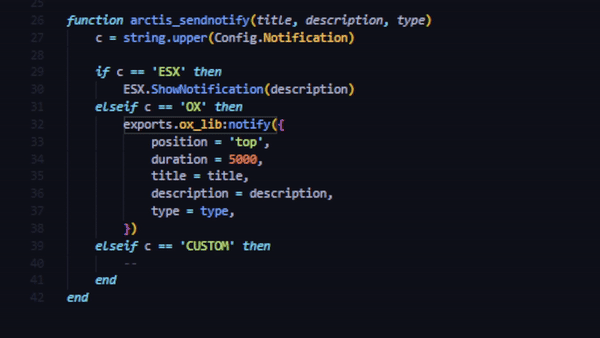 25
26 function arctis_sendnotify(title, description, type)
27 c = string.upper(Config.Notification)
28
29 if c == 'ESX' then
30 ESX.ShowNotification(description)
31 elseif c == 'OX' then
32 exports.ox_lib:notify({
33 position = 'top',
34 duration = 5000,
35 title = title,
36 description = description,
37 type = type,
38 })
39 elseif c == 'CUSTOM' then
40 --
41 end
42 end